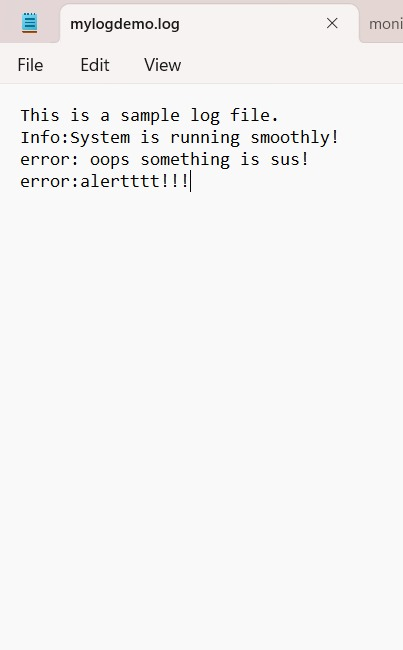 mylogdemo.log
moni
File Edit View
This is a sample log file.
Info:System is running smoothly!
error: oops something is sus!
error:alertttt!!!